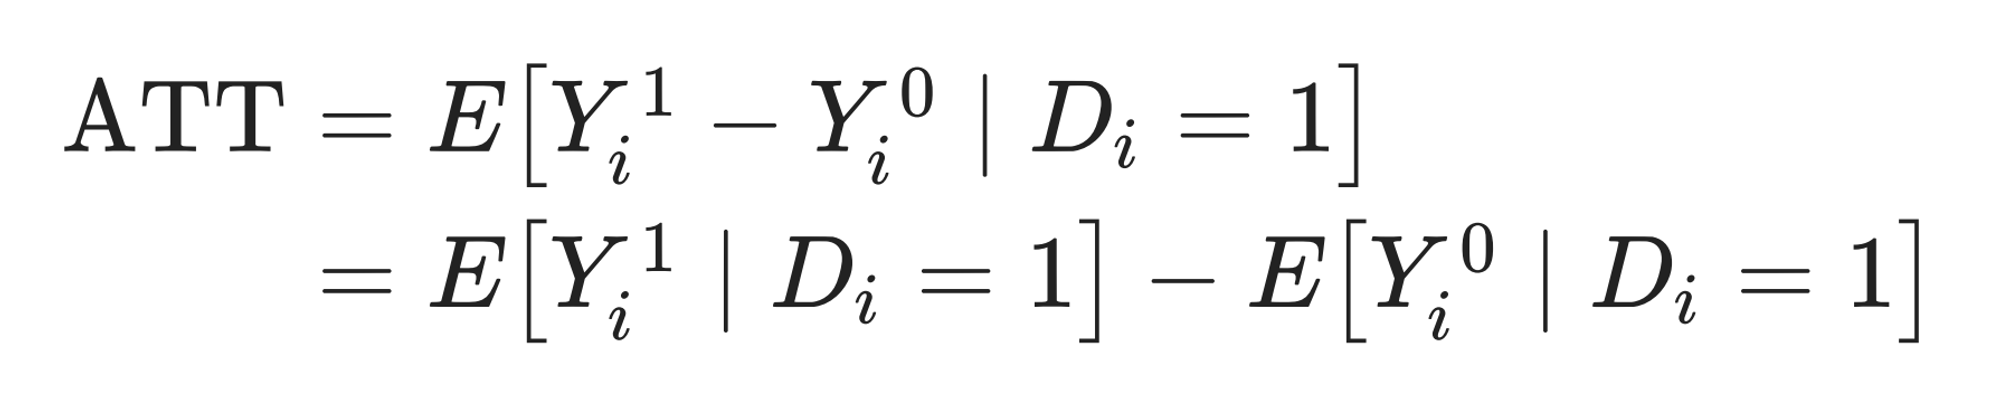 ATT = E[Y_i^1 − Y_i^0 | D_i = 1]
= E[Y_i^1 | D_i = 1] − E[Y_i^0 | D_i = 1]